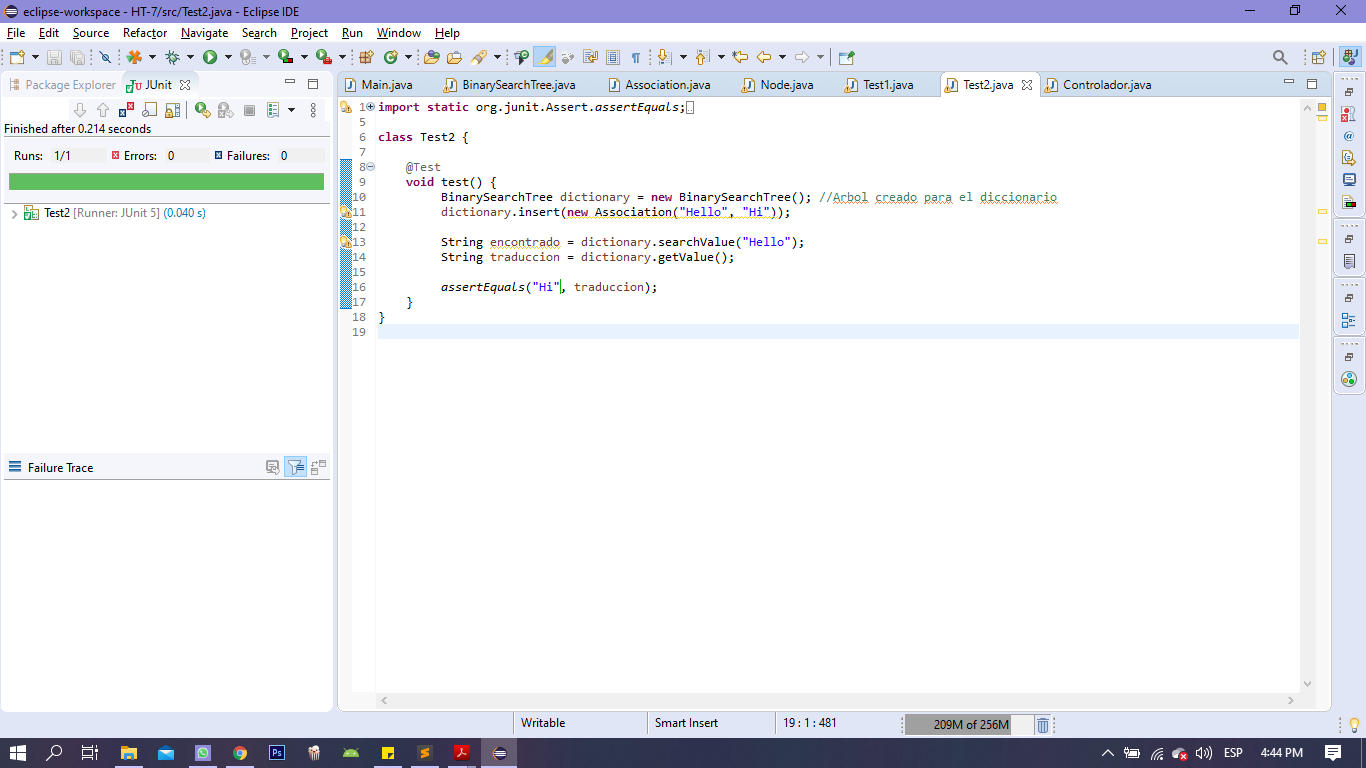 eclipse-workspace - HT-7/src/Test2.java - Eclipse IDE
File Edit Source Refactor Navigate Search Project Run Window Help
Package Explorer JUnit
Main.java BinarySearchTree.java Association.java Node.java Test1.java Test2.java Controlador.java
Finished after 0.214 seconds
Runs: 1/1 Errors: 0 Failures: 0
Test2 [Runner: JUnit 5] (0.040 s)
Failure Trace
1 import static org.junit.Assert.assertEquals;
5
6 class Test2 {
7
8 @Test
9 void test() {
10 BinarySearchTree dictionary = new BinarySearchTree(); //Arbol creado para el diccionario
11 dictionary.insert(new Association("Hello", "Hi"));
12
13 String encontrado = dictionary.searchValue("Hello");
14 String traduccion = dictionary.getValue();
15
16 assertEquals("Hi", traduccion);
17 }
18 }
19
Writable Smart Insert 19 : 1 : 481 209M of 256M
Ps ESP 4:44 PM